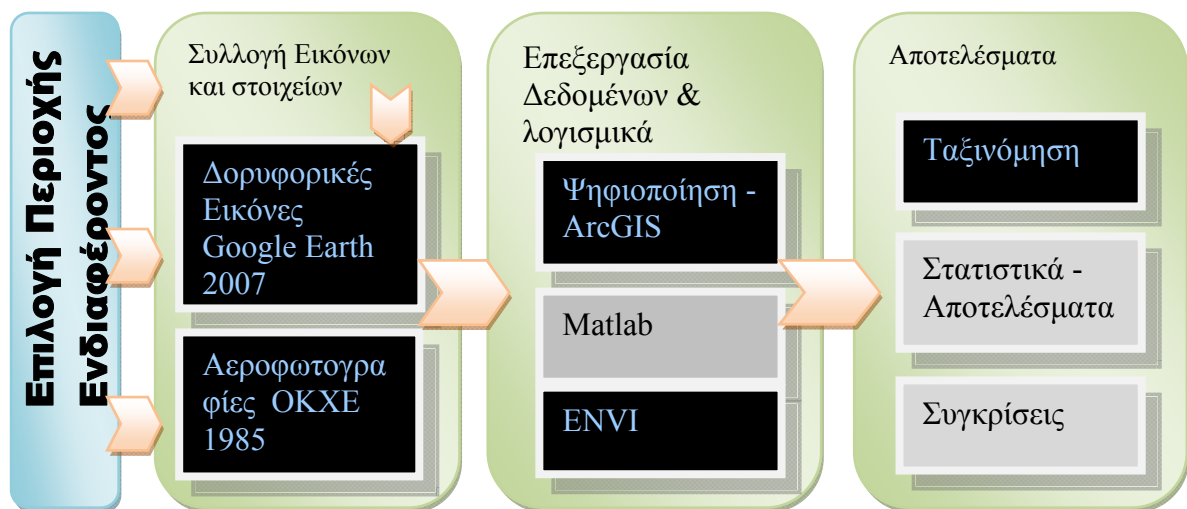 Επιλογή Περιοχής
Ενδιαφέροντος
Συλλογή Εικόνων
και στοιχείων
Δορυφορικές
Εικόνες
Google Earth
2007
Αεροφωτογρα
φίες ΟΚΧΕ
1985
Επεξεργασία
Δεδομένων &
λογισμικά
Ψηφιοποίηση -
ArcGIS
Matlab
ENVI
Αποτελέσματα
Ταξινόμηση
Στατιστικά -
Αποτελέσματα
Συγκρίσεις